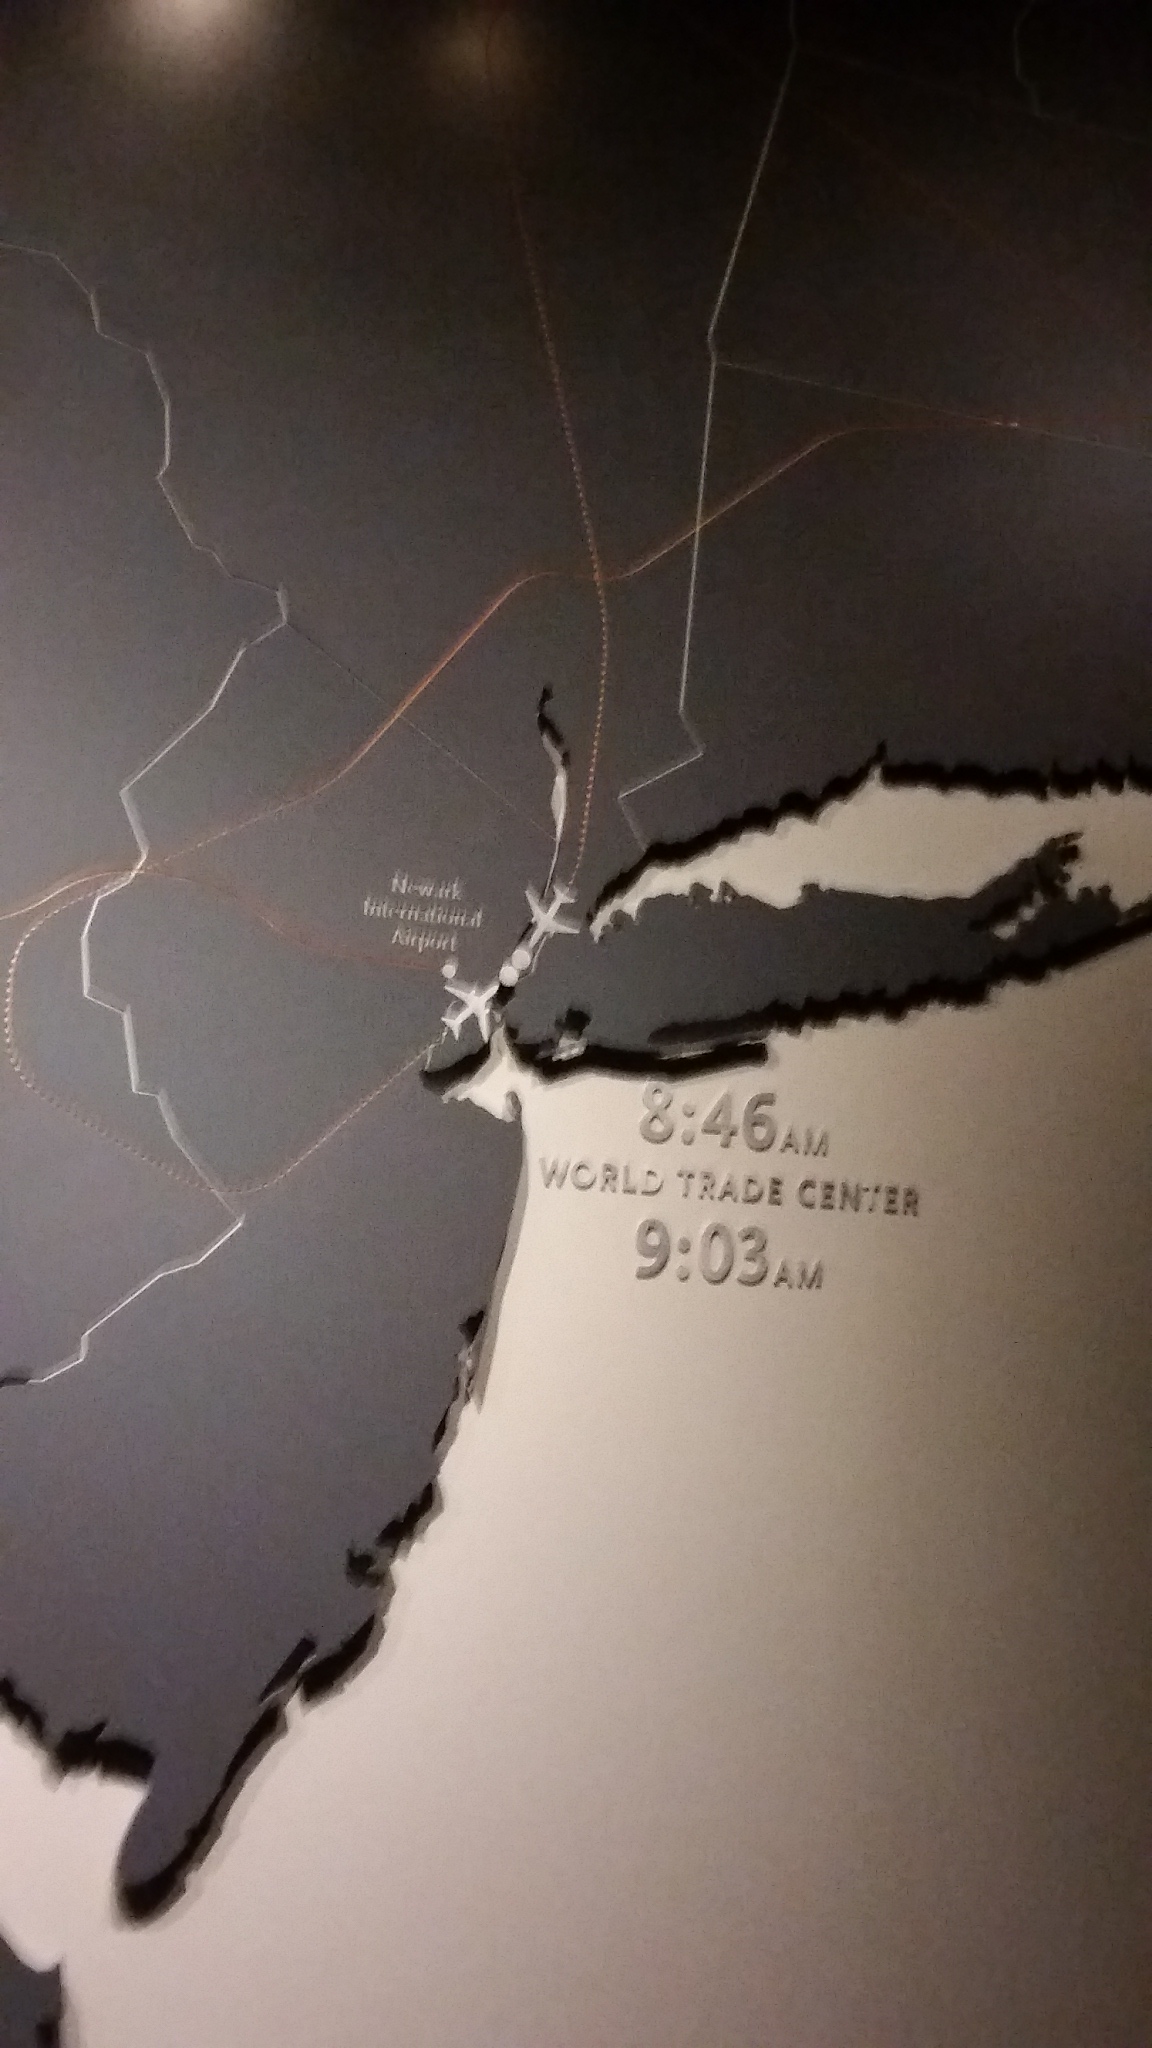 Newark
International
Airport
8:46AM
WORLD TRADE CENTER
9:03AM